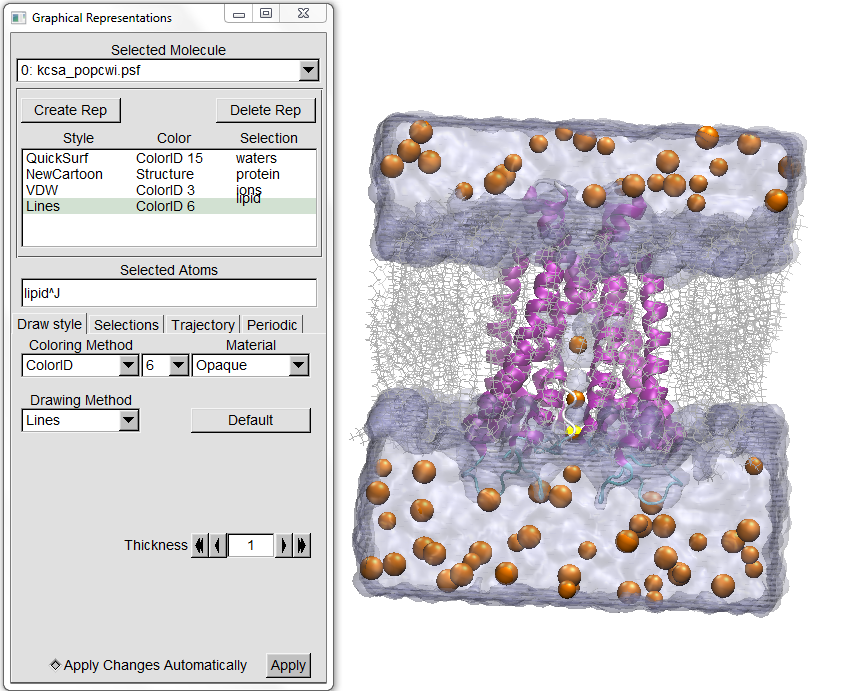 Graphical Representations
Selected Molecule
0: kcsa_popcwi.psf
Create Rep Delete Rep
Style Color Selection
QuickSurf ColorID 15 waters
NewCartoon Structure protein
VDW ColorID 3 ions
Lines ColorID 6 lipid
Selected Atoms
lipid^J
Draw style Selections Trajectory Periodic
Coloring Method Material
ColorID 6 Opaque
Drawing Method
Lines Default
Thickness 1
Apply Changes Automatically Apply